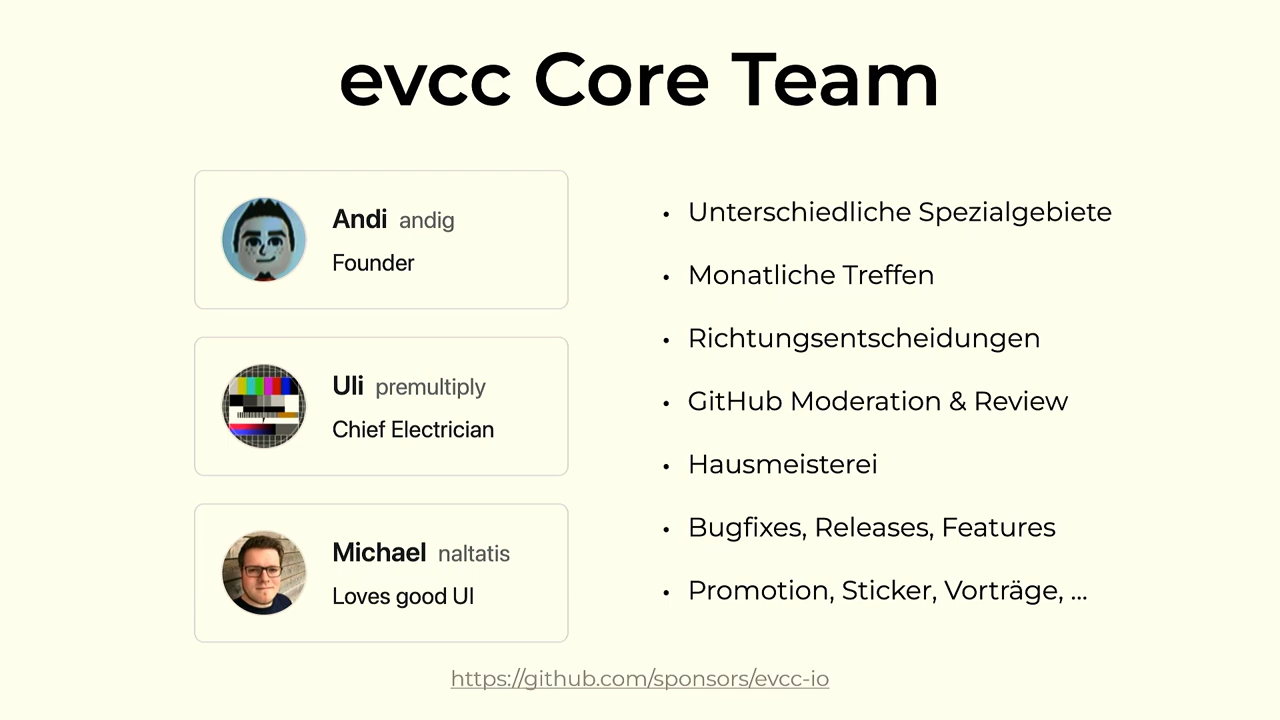 evcc Core Team
Andi andig
Founder
Uli premultiply
Chief Electrician
Michael naltatis
Loves good UI
• Unterschiedliche Spezialgebiete
• Monatliche Treffen
• Richtungsentscheidungen
• GitHub Moderation & Review
• Hausmeisterei
• Bugfixes, Releases, Features
• Promotion, Sticker, Vorträge, ...
https://github.com/sponsors/evcc-io